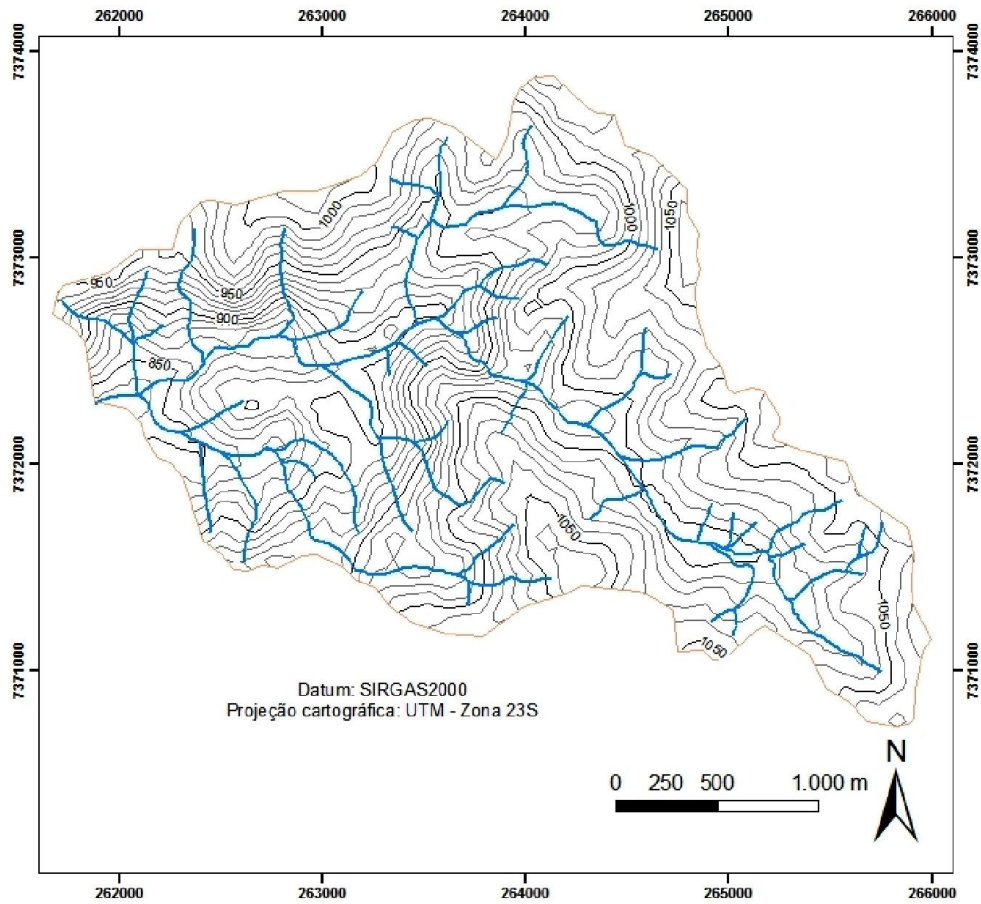 262000 263000 264000 265000 266000
7374000 7374000
1000
1000
1050
7373000 7373000
950
950
900
850
7372000 7372000
1050
1050
1050
7371000 7371000
Datum: SIRGAS2000
Projeção cartográfica: UTM - Zona 23S
N
0 250 500 1.000 m
262000 263000 264000 265000 266000